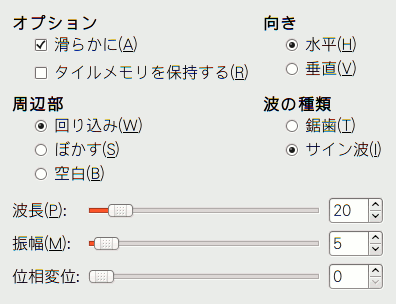 オプション
滑らかに(A)
タイルメモリを保持する(R)
向き
水平(H)
垂直(V)
周辺部
回り込み(W)
ぼかす(S)
空白(B)
波の種類
鋸歯(T)
サイン波(I)
波長(P): 20
振幅(M): 5
位相変位: 0